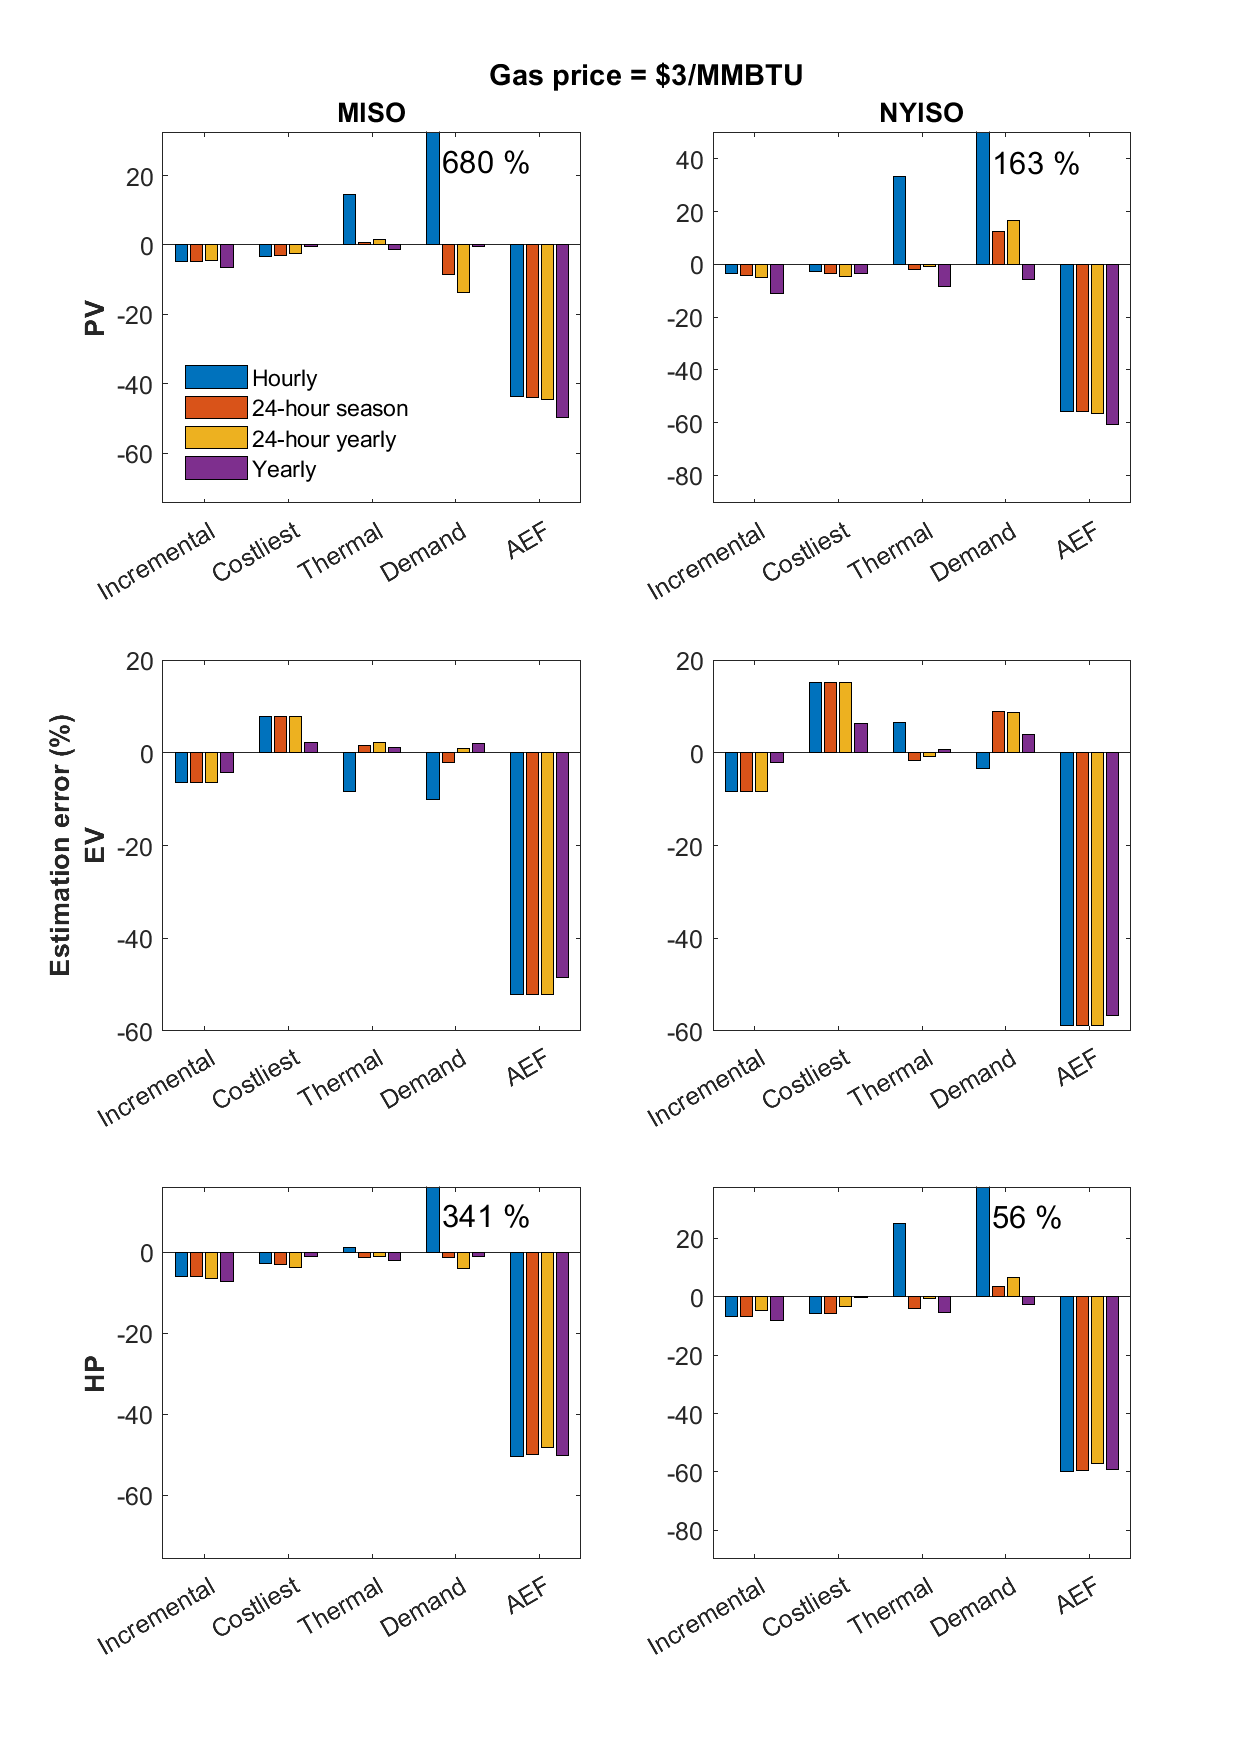 Gas price = $3/MMBTU
MISO
NYISO
Estimation error (%)
PV
20
0
-20
-40
-60
680 %
Hourly
24-hour season
24-hour yearly
Yearly
Incremental
Costliest
Thermal
Demand
AEF
40
20
0
-20
-40
-60
-80
163 %
Incremental
Costliest
Thermal
Demand
AEF
EV
20
0
-20
-40
-60
Incremental
Costliest
Thermal
Demand
AEF
20
0
-20
-40
-60
Incremental
Costliest
Thermal
Demand
AEF
HP
0
-20
-40
-60
341 %
Incremental
Costliest
Thermal
Demand
AEF
20
0
-20
-40
-60
-80
56 %
Incremental
Costliest
Thermal
Demand
AEF